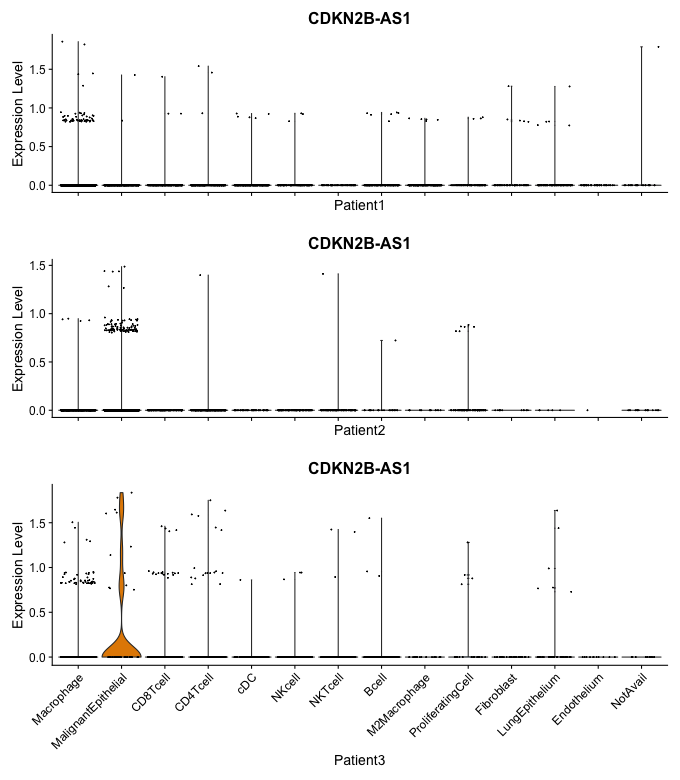 CDKN2B-AS1
Expression Level
1.5
1.0
0.5
0.0
Patient1
CDKN2B-AS1
Expression Level
1.5
1.0
0.5
0.0
Patient2
CDKN2B-AS1
Expression Level
1.5
1.0
0.5
0.0
Macrophage
MalignantEpithelial
CD8Tcell
CD4Tcell
cDC
NKcell
NKTcell
Bcell
M2Macrophage
ProliferatingCell
Fibroblast
LungEpithelium
Endothelium
NotAvail
Patient3